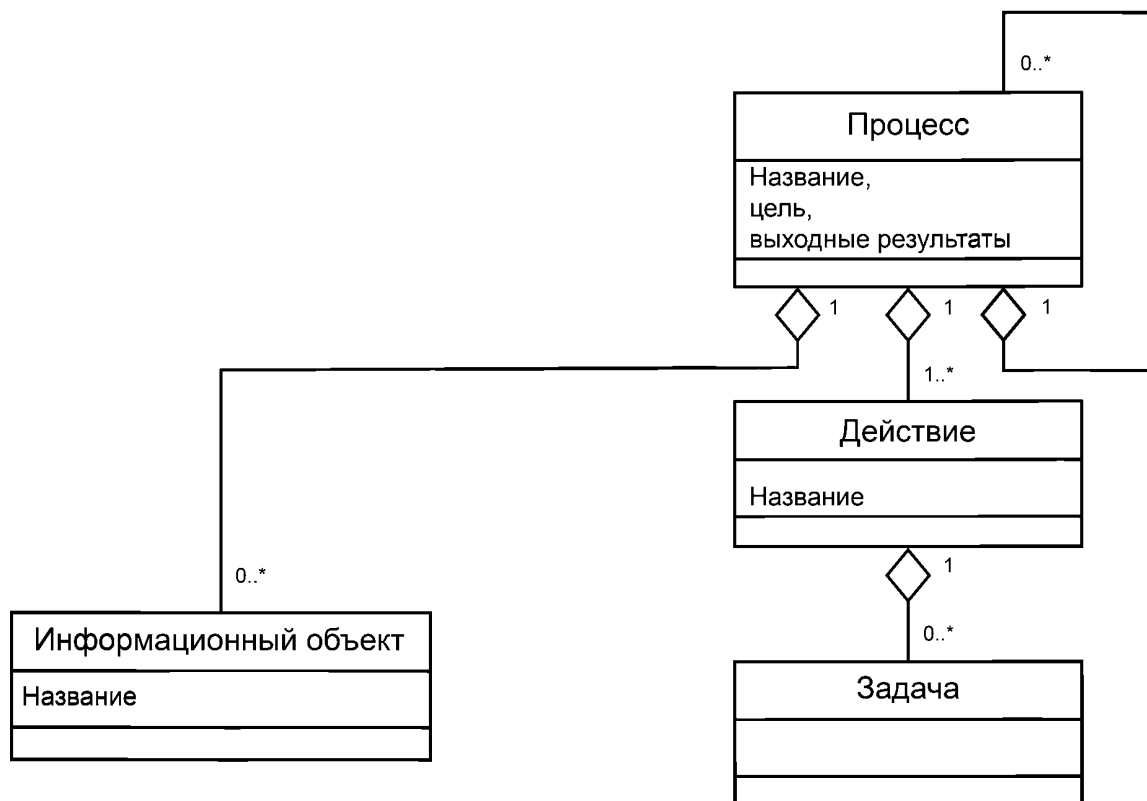 0..*
Процесс
Название,
цель,
выходные результаты
1
1
1
1..*
Действие
Название
1
0..*
0..*
Информационный объект
Название
Задача